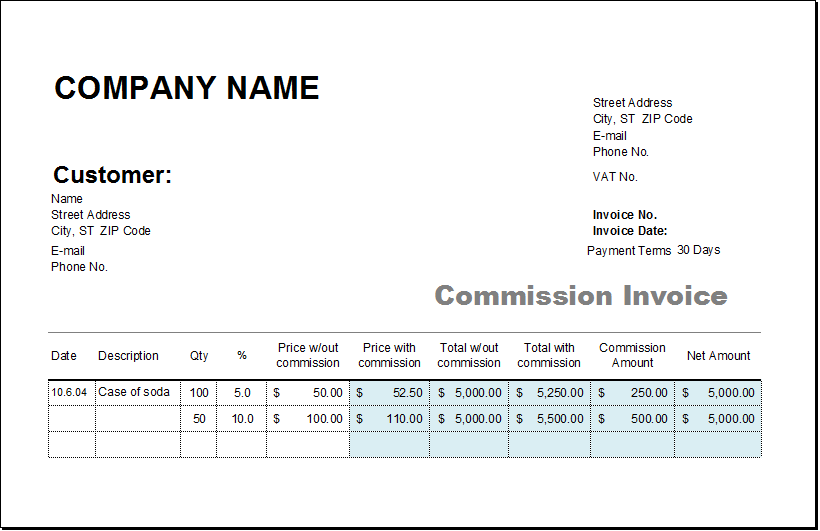 COMPANY NAME
Street Address
City, ST  ZIP Code
E-mail
Phone No.
VAT No.
Customer:
Name
Street Address
City, ST  ZIP Code
E-mail
Phone No.
Invoice No.
Invoice Date:
Payment Terms 30 Days
Commission Invoice
Date Description Qty % Price w/out commission Price with commission Total w/out commission Total with commission Commission Amount Net Amount
10.6.04 Case of soda 100 5.0 $ 50.00 $ 52.50 $ 5,000.00 $ 5,250.00 $ 250.00 $ 5,000.00
50 10.0 $ 100.00 $ 110.00 $ 5,000.00 $ 5,500.00 $ 500.00 $ 5,000.00